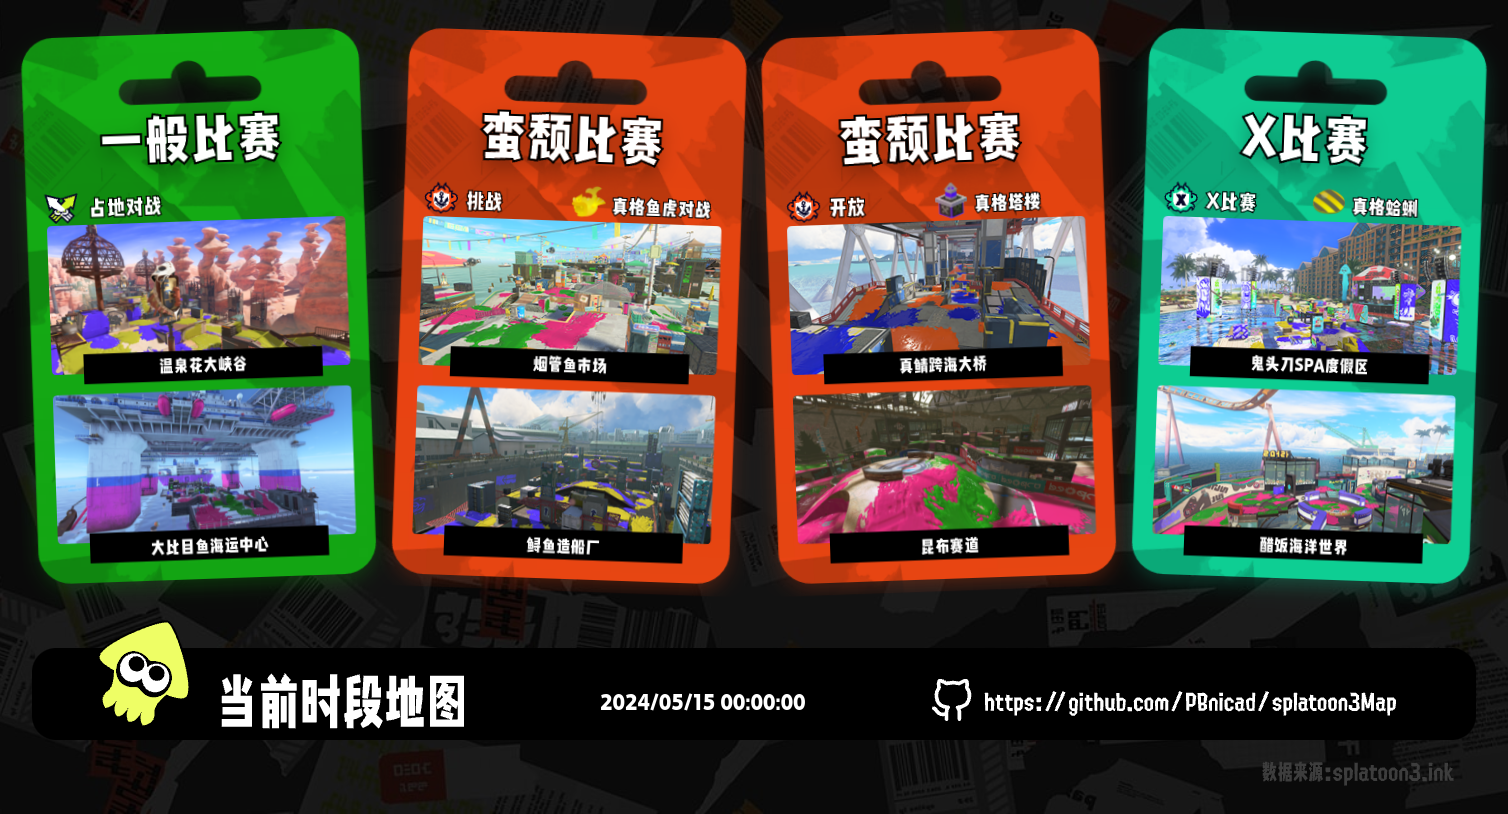 一般比赛
占地对战
温泉花大峡谷
大比目鱼海运中心
蛮颓比赛
挑战
真格鱼虎对战
烟管鱼市场
鲟鱼造船厂
蛮颓比赛
开放
真格塔楼
真鲭跨海大桥
昆布赛道
X比赛
X比赛
真格蛤蜊
鬼头刀SPA度假区
醋饭海洋世界
当前时段地图
2024/05/15 00:00:00
https://github.com/PBnicad/splatoon3Map
数据来源:splatoon3.ink